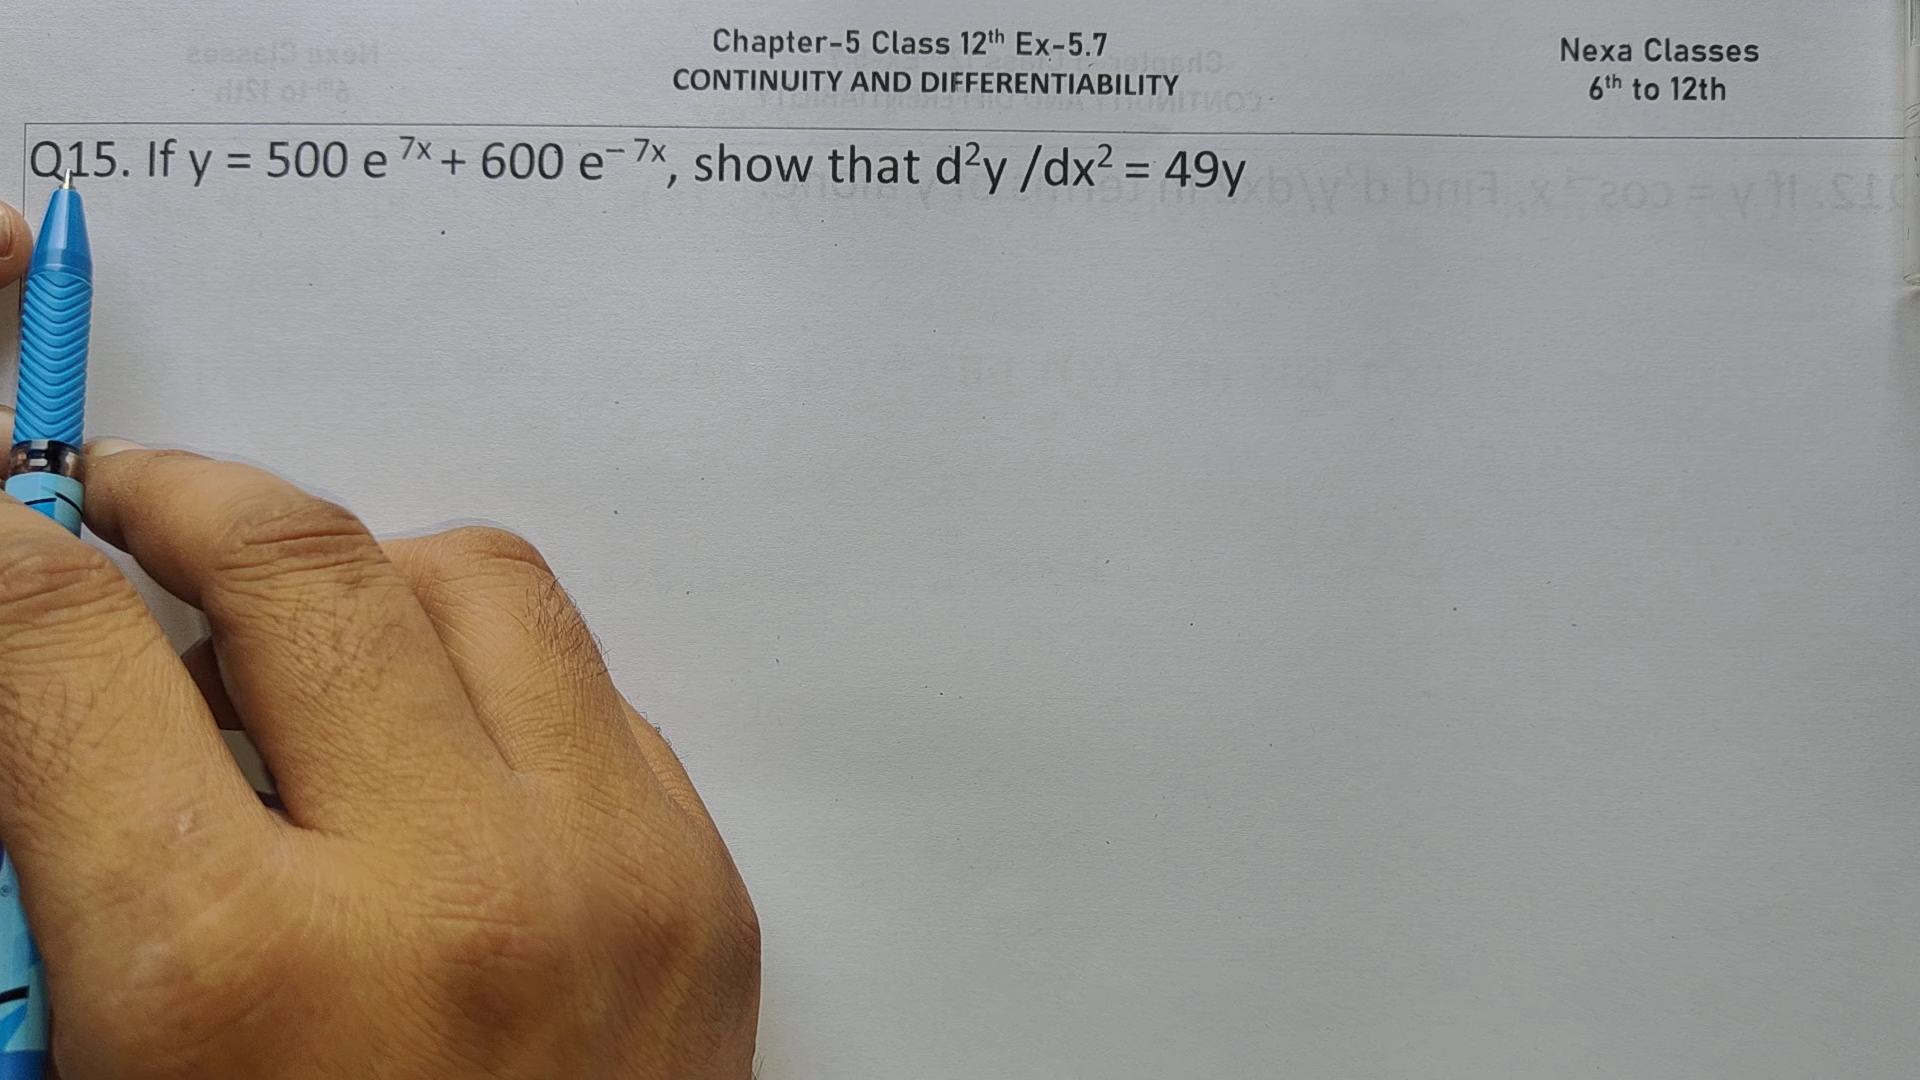 Chapter-5 Class 12th Ex-5.7
CONTINUITY AND DIFFERENTIABILITY
Nexa Classes
6th to 12th
Q15. If y = 500 e ⁷ˣ + 600 e⁻ ⁷ˣ, show that d²y /dx² = 49y